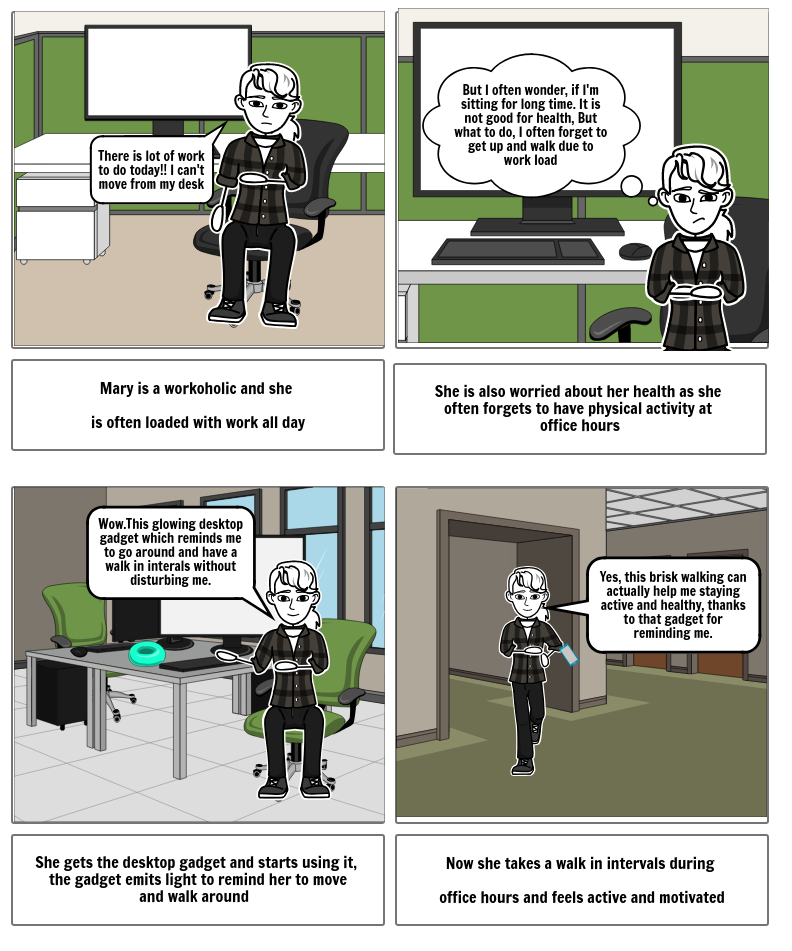 There is lot of work
to do today!! I can't
move from my desk
But I often wonder, if I'm
sitting for long time. It is
not good for health, But
what to do, I often forget to
get up and walk due to
work load
Mary is a workoholic and she
is often loaded with work all day
She is also worried about her health as she
often forgets to have physical activity at
office hours
Wow.This glowing desktop
gadget which reminds me
to go around and have a
walk in interals without
disturbing me.
Yes, this brisk walking can
actually help me staying
active and healthy, thanks
to that gadget for
reminding me.
She gets the desktop gadget and starts using it,
the gadget emits light to remind her to move
and walk around
Now she takes a walk in intervals during
office hours and feels active and motivated